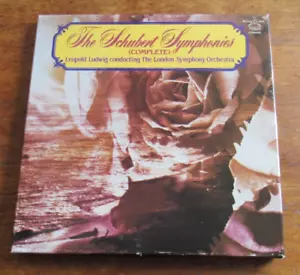 The Schubert Symphonies
(COMPLETE)
Leopold Ludwig conducting The London Symphony Orchestra